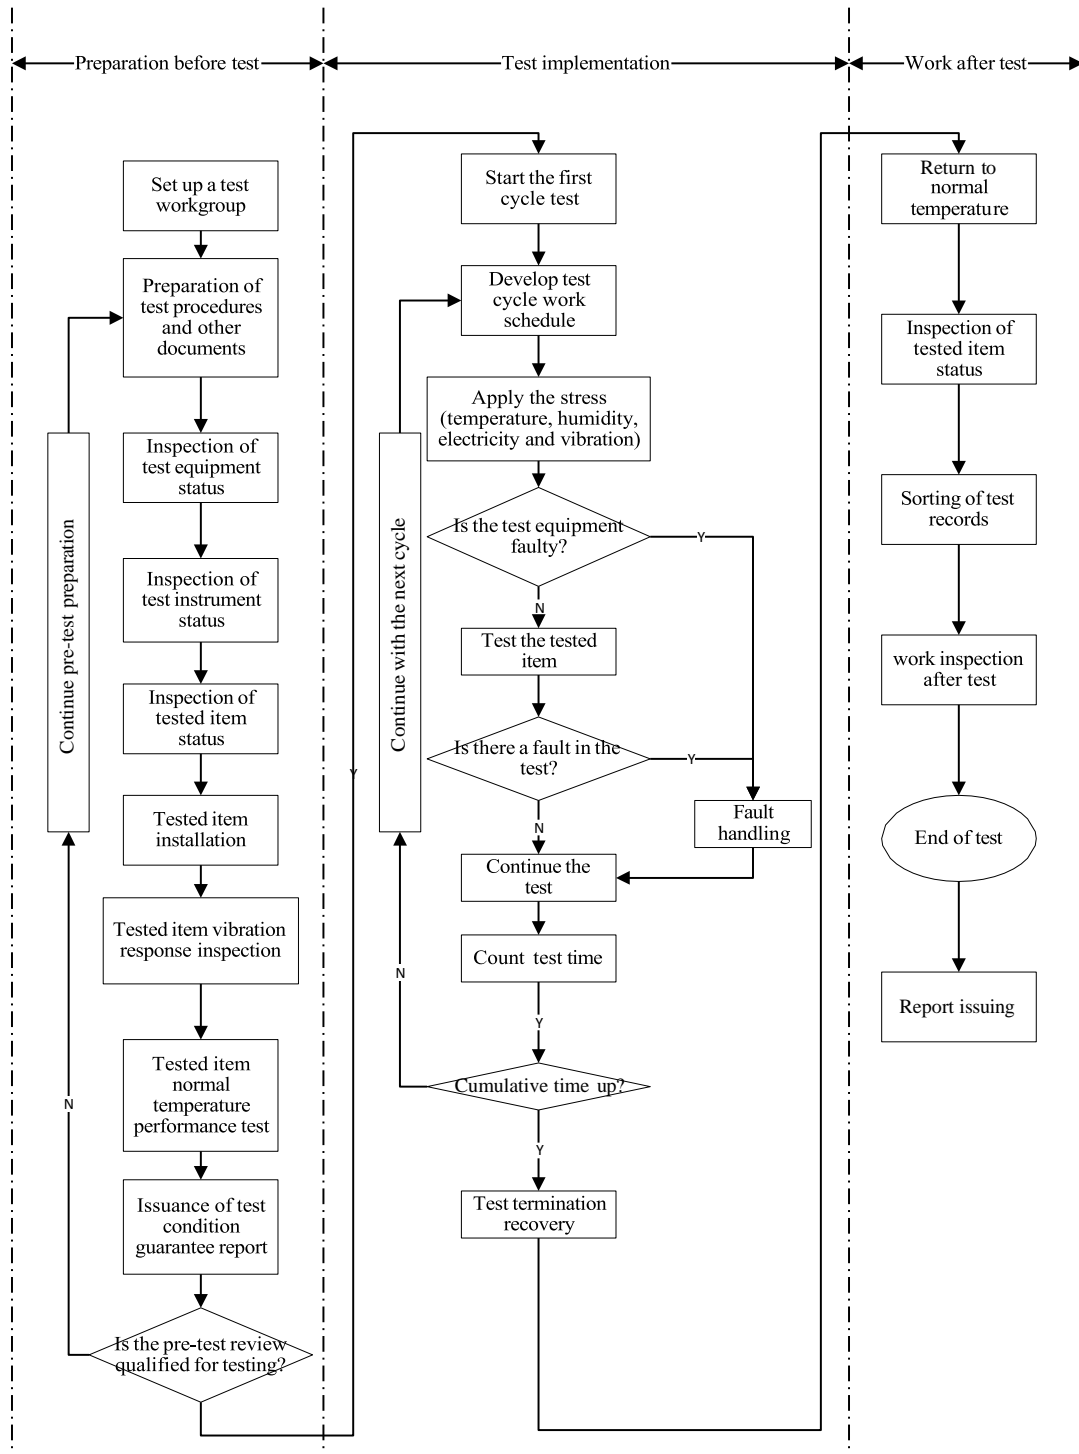 Preparation before test
Test implementation
Work after test
Set up a test
workgroup
Preparation of
test procedures
and other
documents
Inspection of
test equipment
status
Inspection of
test instrument
status
Inspection of
tested item
status
Tested item
installation
Tested item vibration
response inspection
Tested item
normal
temperature
performance test
Issuance of test
condition
guarantee report
Is the pre-test review
qualified for testing?
N
Continue pre-test preparation
Y
Start the first
cycle test
Develop test
cycle work
schedule
Apply the stress
(temperature, humidity,
electricity and vibration)
Is the test equipment
faulty?
Y
N
Test the tested
item
Is there a fault in the
test?
Y
N
Fault
handling
Continue the
test
Count test time
Y
Cumulative time up?
N
Continue with the next cycle
Y
Test termination
recovery
Return to
normal
temperature
Inspection of
tested item
status
Sorting of test
records
work inspection
after test
End of test
Report issuing